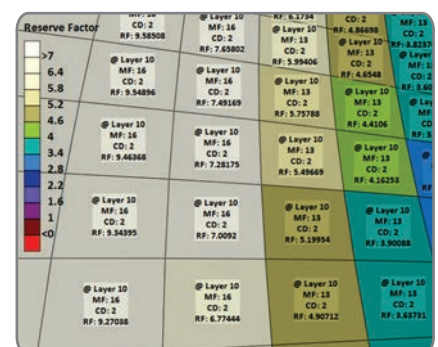 Reserve Factor
>7
6.4
5.8
5.2
4.6
4
3.4
2.8
2.2
1.6
1
<0
MF: 16
CD: 2
RF: 9.58508
@ Layer 10
MF: 16
CD: 2
RF: 7.65802
RF: 6.1734
@ Layer 10
MF: 13
CD: 2
RF: 5.99406
CD: 2
RF: 4.86698
@ Layer 10
MF: 13
CD: 2
RF: 4.6548
MF: 13
CD: 2
@ Layer 10
MF: 16
CD: 2
RF: 9.54896
@ Layer 10
MF: 16
CD: 2
RF: 7.49169
@ Layer 10
MF: 13
CD: 2
RF: 5.75788
@ Layer 10
MF: 13
CD: 2
RF: 4.4106
@ Layer 10
MF: 16
CD: 2
RF: 9.46368
@ Layer 10
MF: 16
CD: 2
RF: 7.28175
@ Layer 10
MF: 13
CD: 2
RF: 5.49669
@ Layer 10
MF: 13
CD: 2
RF: 4.16253
@ Layer 10
MF: 16
CD: 2
RF: 9.34395
@ Layer 10
MF: 16
CD: 2
RF: 7.0092
@ Layer 10
MF: 13
CD: 2
RF: 5.19954
@ Layer 10
MF: 13
CD: 2
RF: 3.90088
@ Layer 10
MF: 16
CD: 2
RF: 9.27038
@ Layer 10
MF: 16
CD: 2
RF: 6.77444
@ Layer 10
MF: 13
CD: 2
RF: 4.90712
@ Layer 10
MF: 13
CD: 2
RF: 3.63731